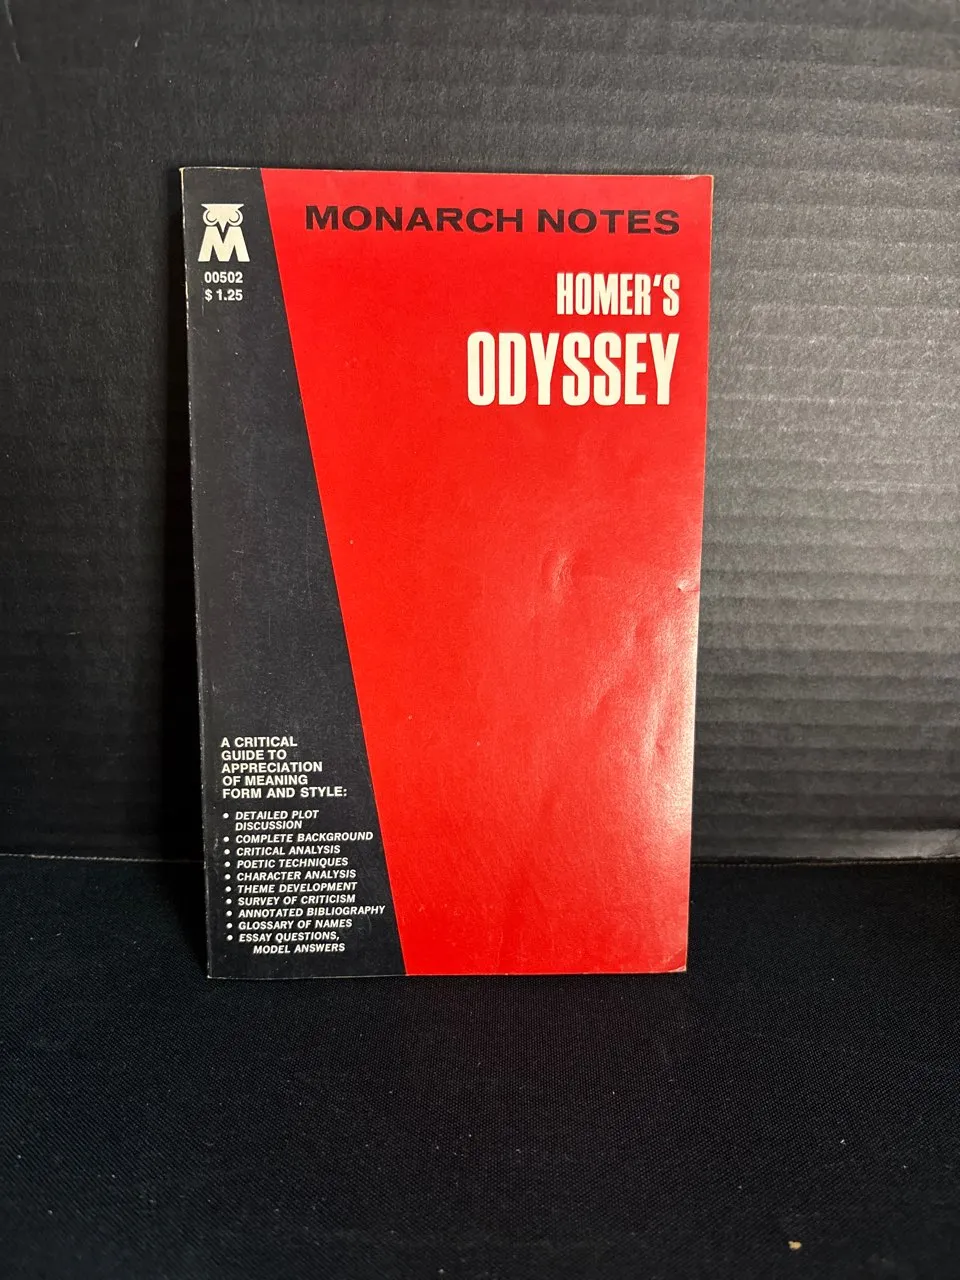 MONARCH NOTES
M
00502
$ 1.25
HOMER'S
ODYSSEY
A CRITICAL
GUIDE TO
APPRECIATION
OF MEANING
FORM AND STYLE:
• DETAILED PLOT
DISCUSSION
• COMPLETE BACKGROUND
• CRITICAL ANALYSIS
• POETIC TECHNIQUES
• CHARACTER ANALYSIS
• THEME DEVELOPMENT
• SURVEY OF CRITICISM
• ANNOTATED BIBLIOGRAPHY
• GLOSSARY OF NAMES
• ESSAY QUESTIONS,
MODEL ANSWERS